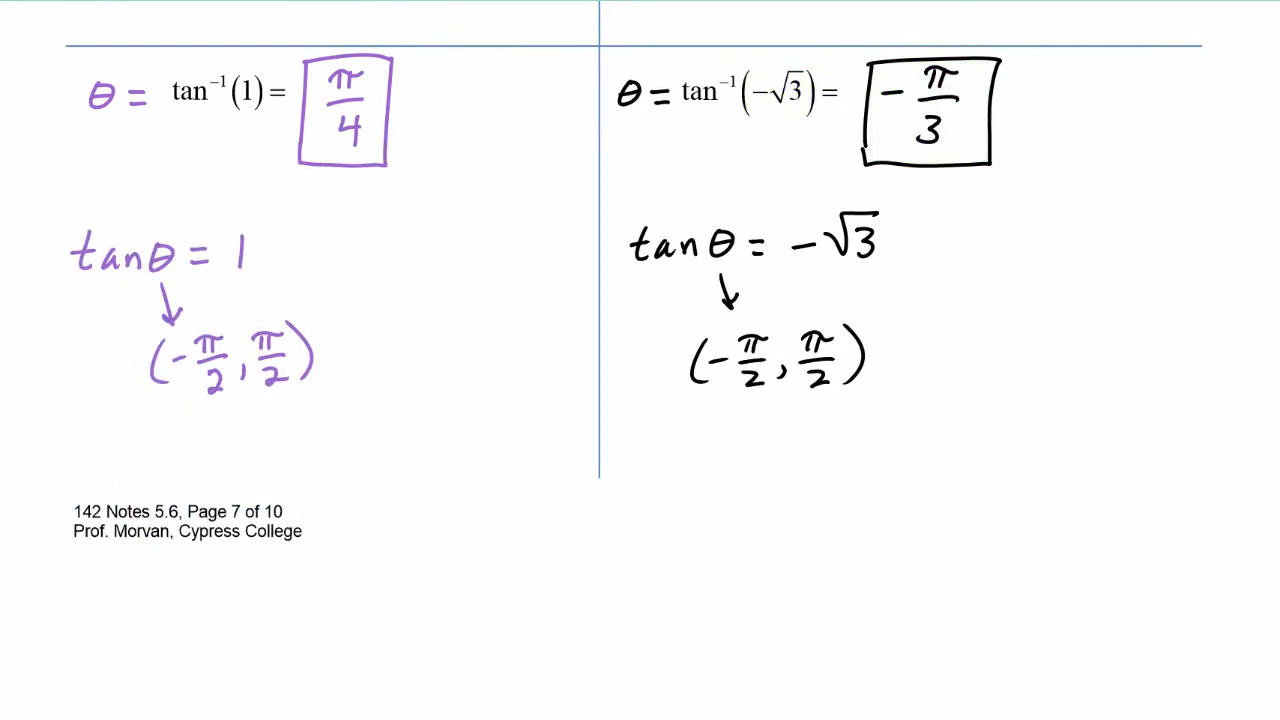 θ = tan⁻¹(1) = π/4
tanθ = 1
(-π/2, π/2)
θ = tan⁻¹(−√3) = -π/3
tanθ = -√3
(-π/2, π/2)
142 Notes 5.6, Page 7 of 10
Prof. Morvan, Cypress College